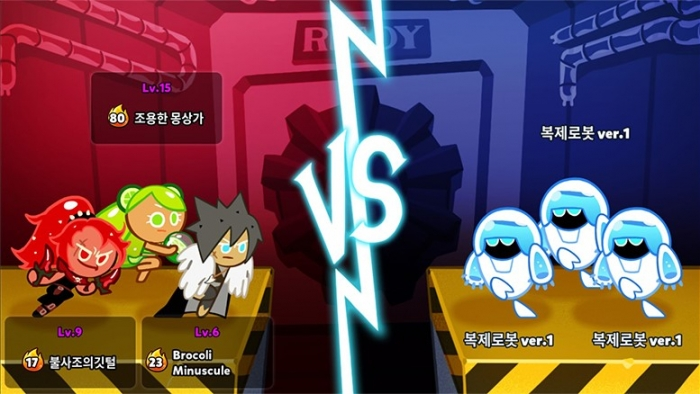 READY
VS
Lv.15
80 조용한 몽상가
Lv.9
17 불사조의깃털
Lv.6
23 Brocoli
Minuscule
복제로봇 ver.1
복제로봇 ver.1
복제로봇 ver.1